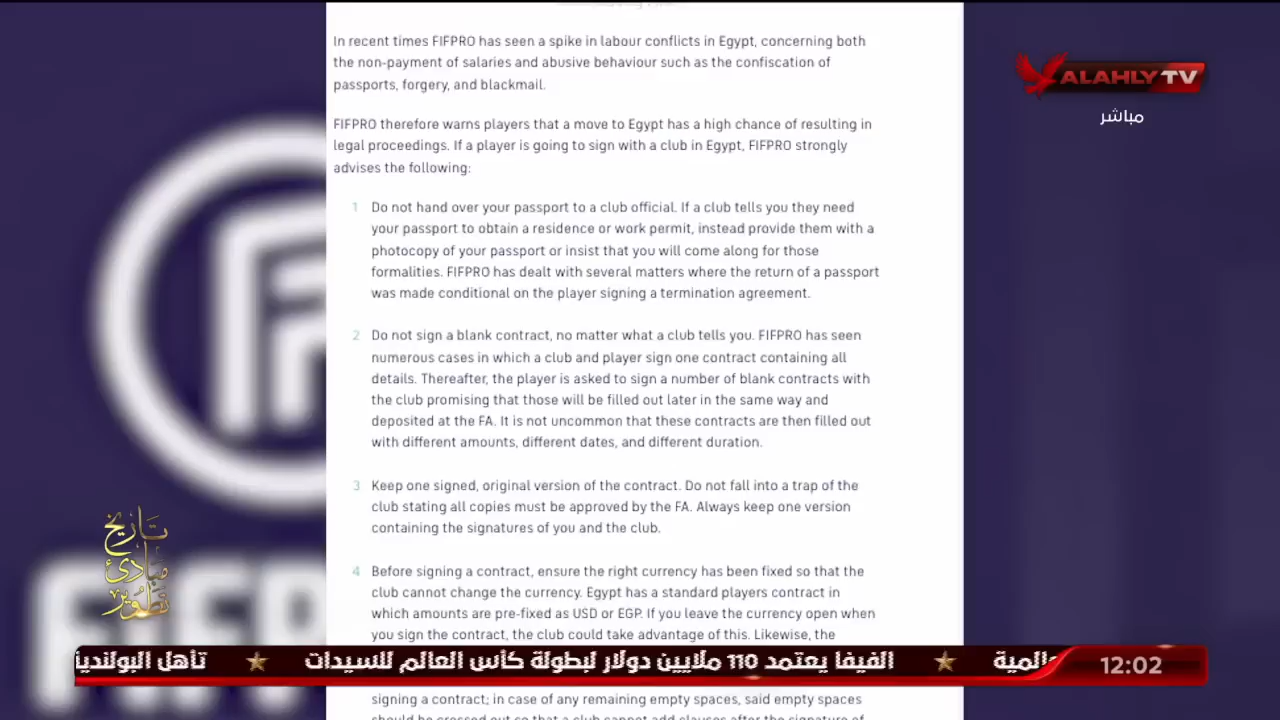 In recent times FIFPRO has seen a spike in labour conflicts in Egypt, concerning both
the non-payment of salaries and abusive behaviour such as the confiscation of
passports, forgery, and blackmail.
FIFPRO therefore warns players that a move to Egypt has a high chance of resulting in
legal proceedings. If a player is going to sign with a club in Egypt, FIFPRO strongly
advises the following:
1 Do not hand over your passport to a club official. If a club tells you they need
your passport to obtain a residence or work permit, instead provide them with a
photocopy of your passport or insist that you will come along for those
formalities. FIFPRO has dealt with several matters where the return of a passport
was made conditional on the player signing a termination agreement.
2 Do not sign a blank contract, no matter what a club tells you. FIFPRO has seen
numerous cases in which a club and player sign one contract containing all
details. Thereafter, the player is asked to sign a number of blank contracts with
the club promising that those will be filled out later in the same way and
deposited at the FA. It is not uncommon that these contracts are then filled out
with different amounts, different dates, and different duration.
3 Keep one signed, original version of the contract. Do not fall into a trap of the
club stating all copies must be approved by the FA. Always keep one version
containing the signatures of you and the club.
4 Before signing a contract, ensure the right currency has been fixed so that the
club cannot change the currency. Egypt has a standard players contract in
which amounts are pre-fixed as USD or EGP. If you leave the currency open when
you sign the contract, the club could take advantage of this. Likewise, the
signing a contract; in case of any remaining empty spaces, said empty spaces
should be crossed out so that a club cannot add clauses after the signature of
ALAHLY TV
مباشر
تاريخ
مبادئ
تطوير
الفيفا يعتمد 110 ملايين دولار لبطولة كأس العالم للسيدات ★ تأهل
12:02